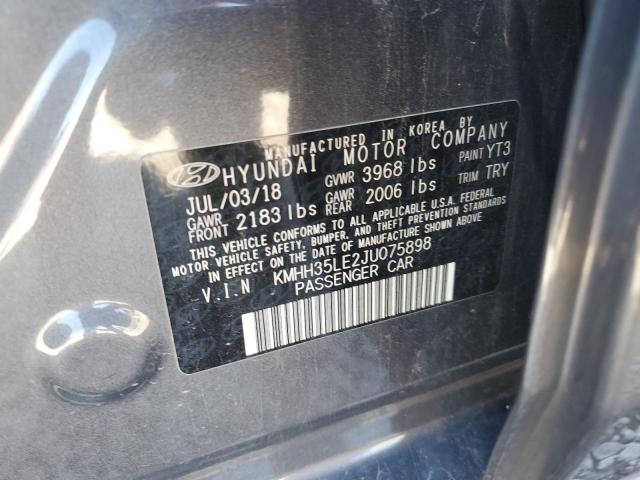 MANUFACTURED IN KOREA BY
HYUNDAI MOTOR COMPANY
JUL/03/18 GVWR 3968 lbs PAINT YT3
GAWR FRONT 2183 lbs GAWR REAR 2006 lbs TRIM TRY
THIS VEHICLE CONFORMS TO ALL APPLICABLE U.S.A. FEDERAL
MOTOR VEHICLE SAFETY, BUMPER, AND THEFT PREVENTION STANDARDS
IN EFFECT ON THE DATE OF MANUFACTURE SHOWN ABOVE.
V.I.N KMHH35LE2JU075898
PASSENGER CAR